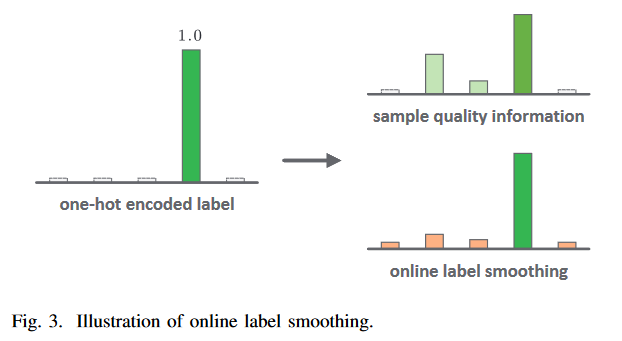 1.0
one-hot encoded label
sample quality information
online label smoothing
Fig. 3. Illustration of online label smoothing.